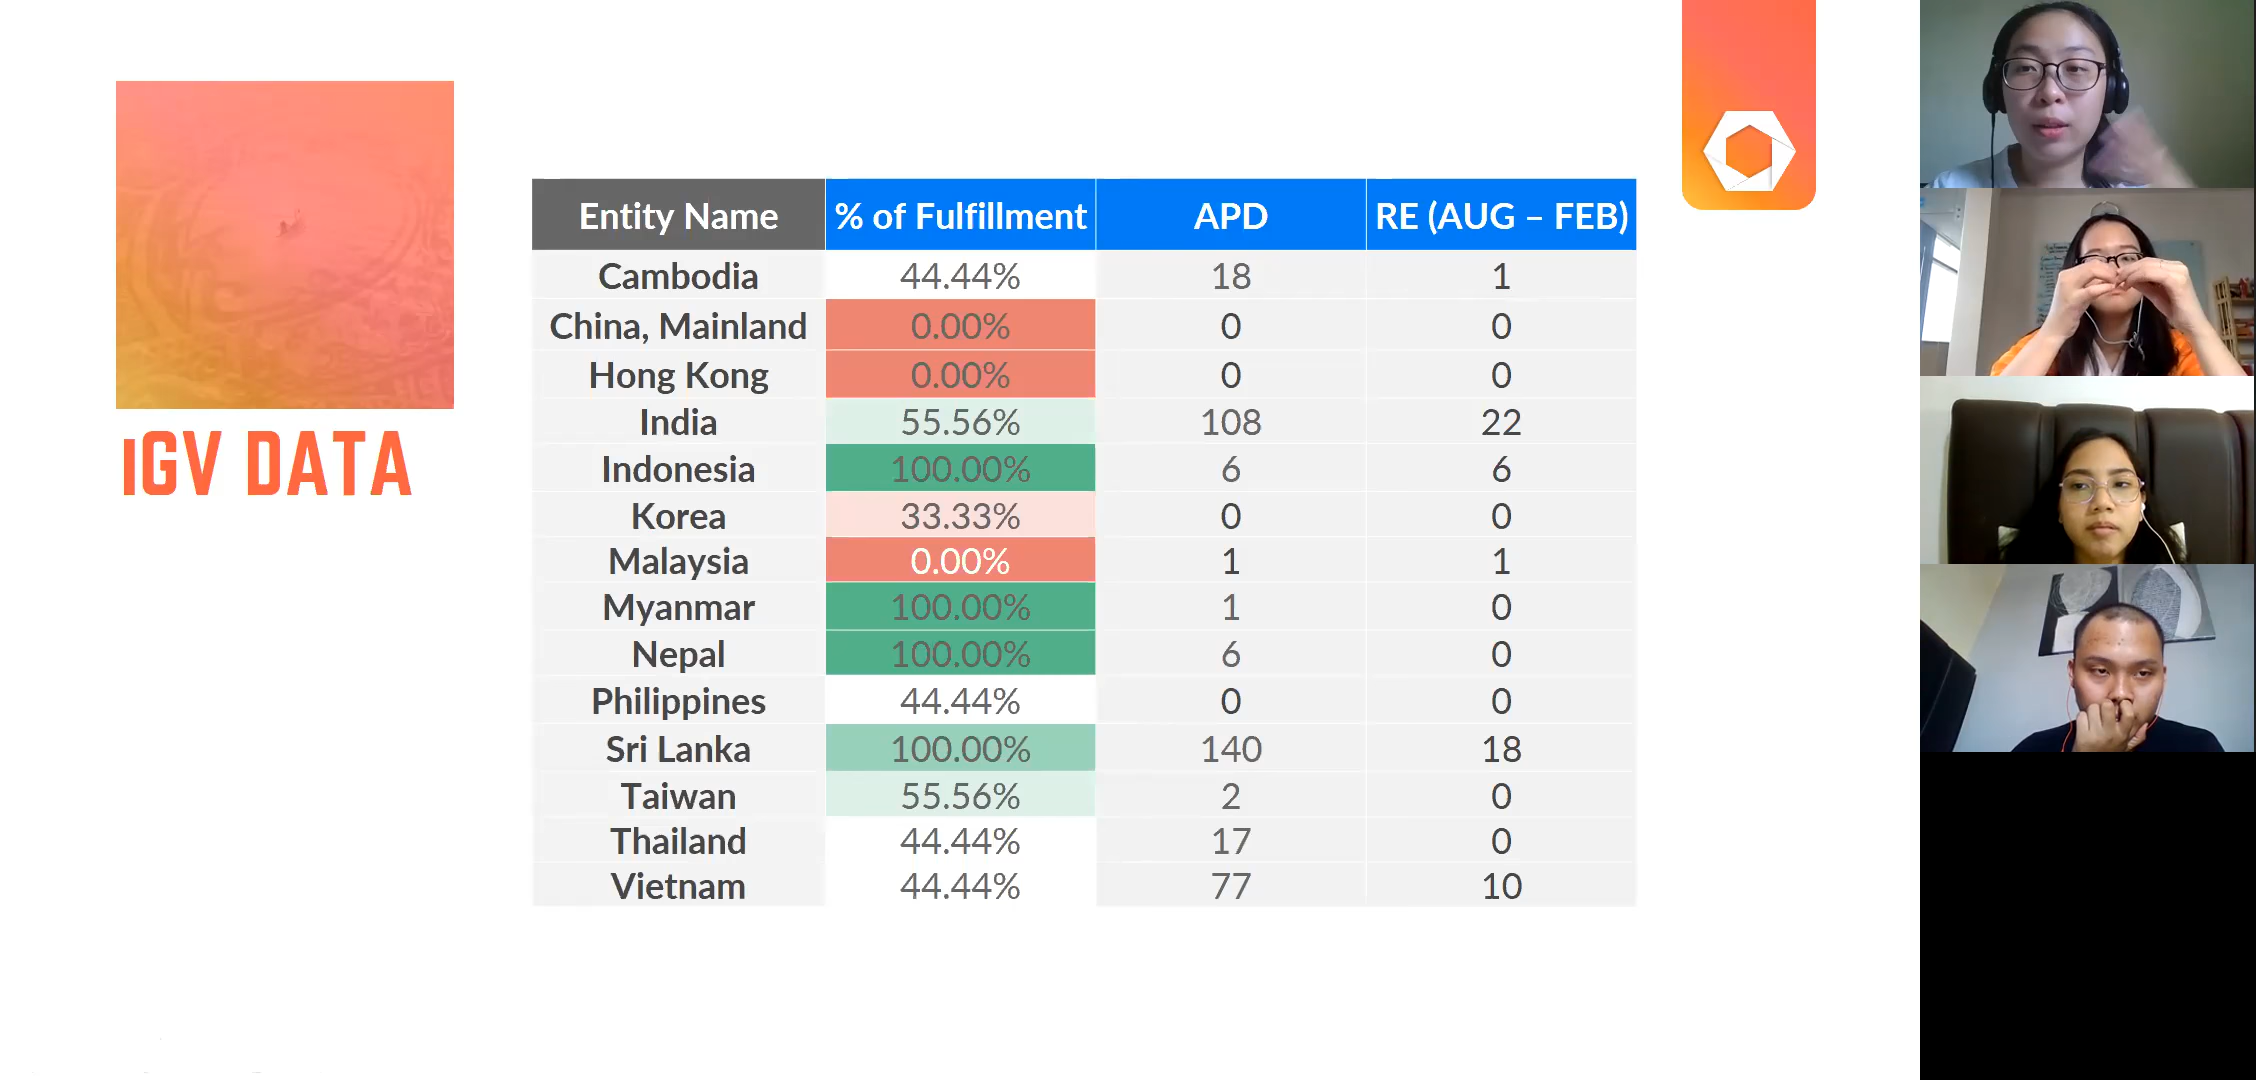 iGV DATA
Entity Name % of Fulfillment APD RE (AUG – FEB)
Cambodia 44.44% 18 1
China, Mainland 0.00% 0 0
Hong Kong 0.00% 0 0
India 55.56% 108 22
Indonesia 100.00% 6 6
Korea 33.33% 0 0
Malaysia 0.00% 1 1
Myanmar 100.00% 1 0
Nepal 100.00% 6 0
Philippines 44.44% 0 0
Sri Lanka 100.00% 140 18
Taiwan 55.56% 2 0
Thailand 44.44% 17 0
Vietnam 44.44% 77 10